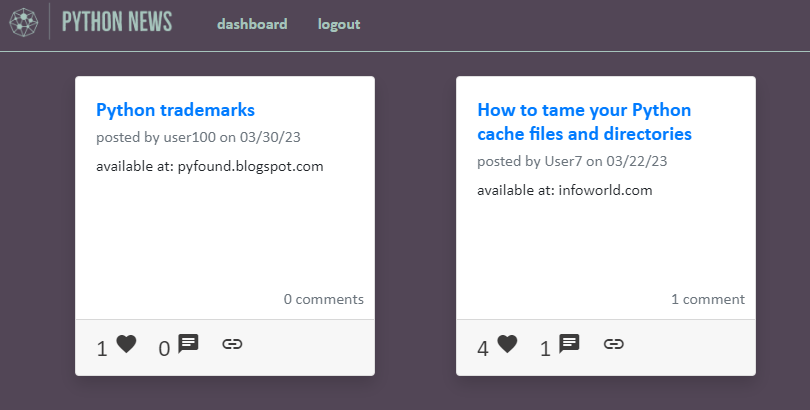 PYTHON NEWS dashboard logout
Python trademarks
posted by user100 on 03/30/23
available at: pyfound.blogspot.com
0 comments
1 0
How to tame your Python
cache files and directories
posted by User7 on 03/22/23
available at: infoworld.com
1 comment
4 1